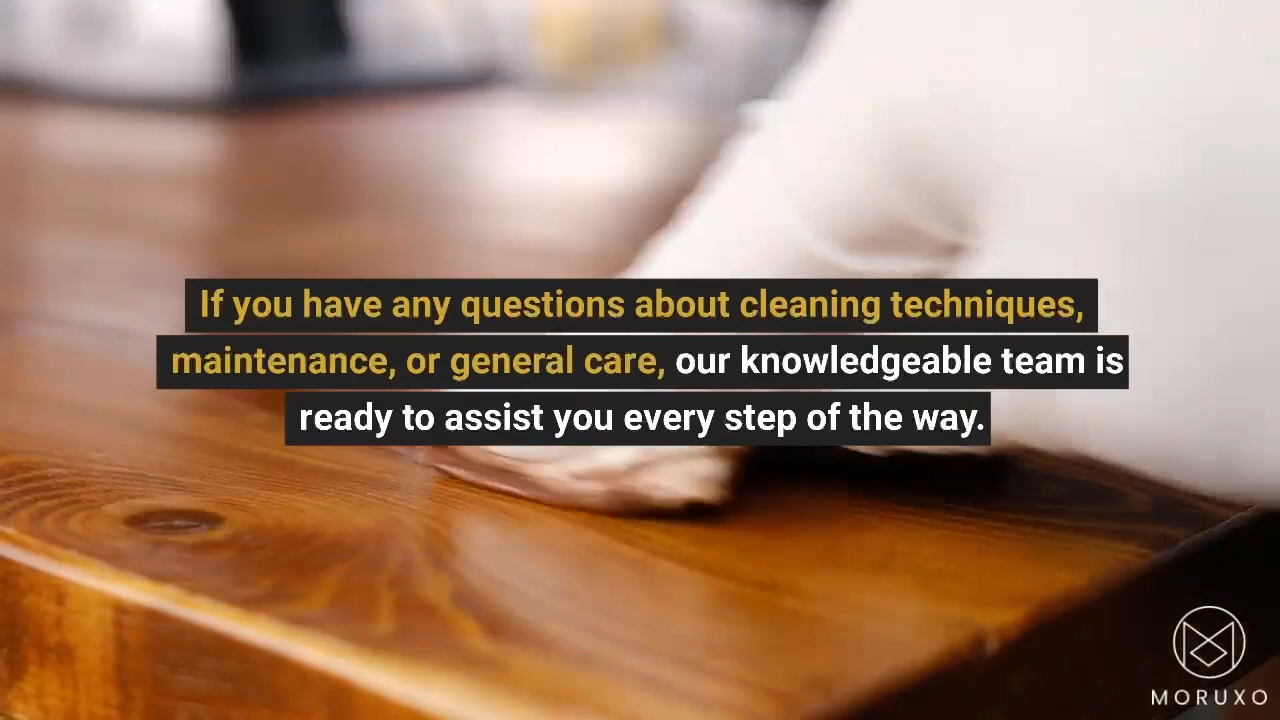 If you have any questions about cleaning techniques,
maintenance, or general care, our knowledgeable team is
ready to assist you every step of the way.
MORUXO